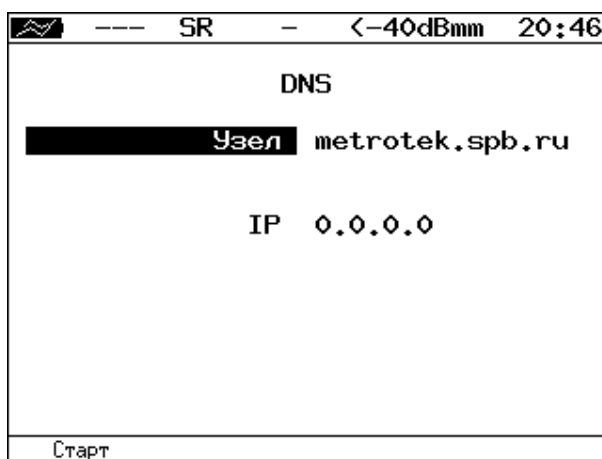 --- SR - <-40dBmm 20:46
DNS
Узел metrotek.spb.ru
IP 0.0.0.0
Старт